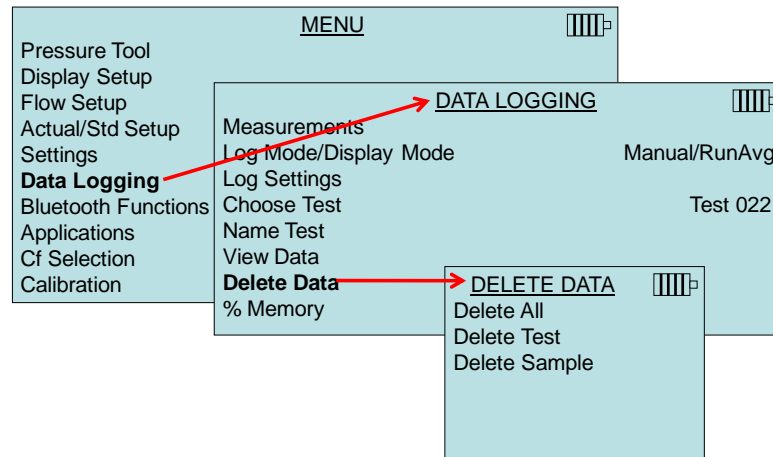 MENU
Pressure Tool
Display Setup
Flow Setup
Actual/Std Setup
Settings
Data Logging
Bluetooth Functions
Applications
Cf Selection
Calibration
DATA LOGGING
Measurements
Log Mode/Display Mode Manual/RunAvg
Log Settings
Choose Test Test 022
Name Test
View Data
Delete Data
% Memory
DELETE DATA
Delete All
Delete Test
Delete Sample